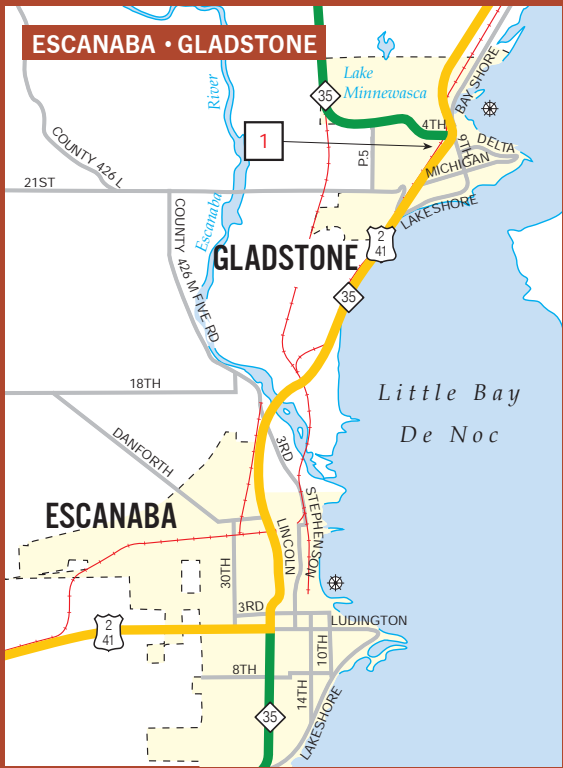 ESCANABA • GLADSTONE
River
35
Lake
Minnewasca
BAY SHORE
4TH
9TH
DELTA
1
P.5
MICHIGAN
COUNTY 426 L
21ST
LAKESHORE
COUNTY 426 M FIVE RD
Escanaba
GLADSTONE
2
41
35
18TH
Little Bay
De Noc
DANFORTH
3RD
ESCANABA
STEPHENSON
LINCOLN
30TH
3RD
LUDINGTON
2
41
10TH
8TH
14TH
35
LAKESHORE